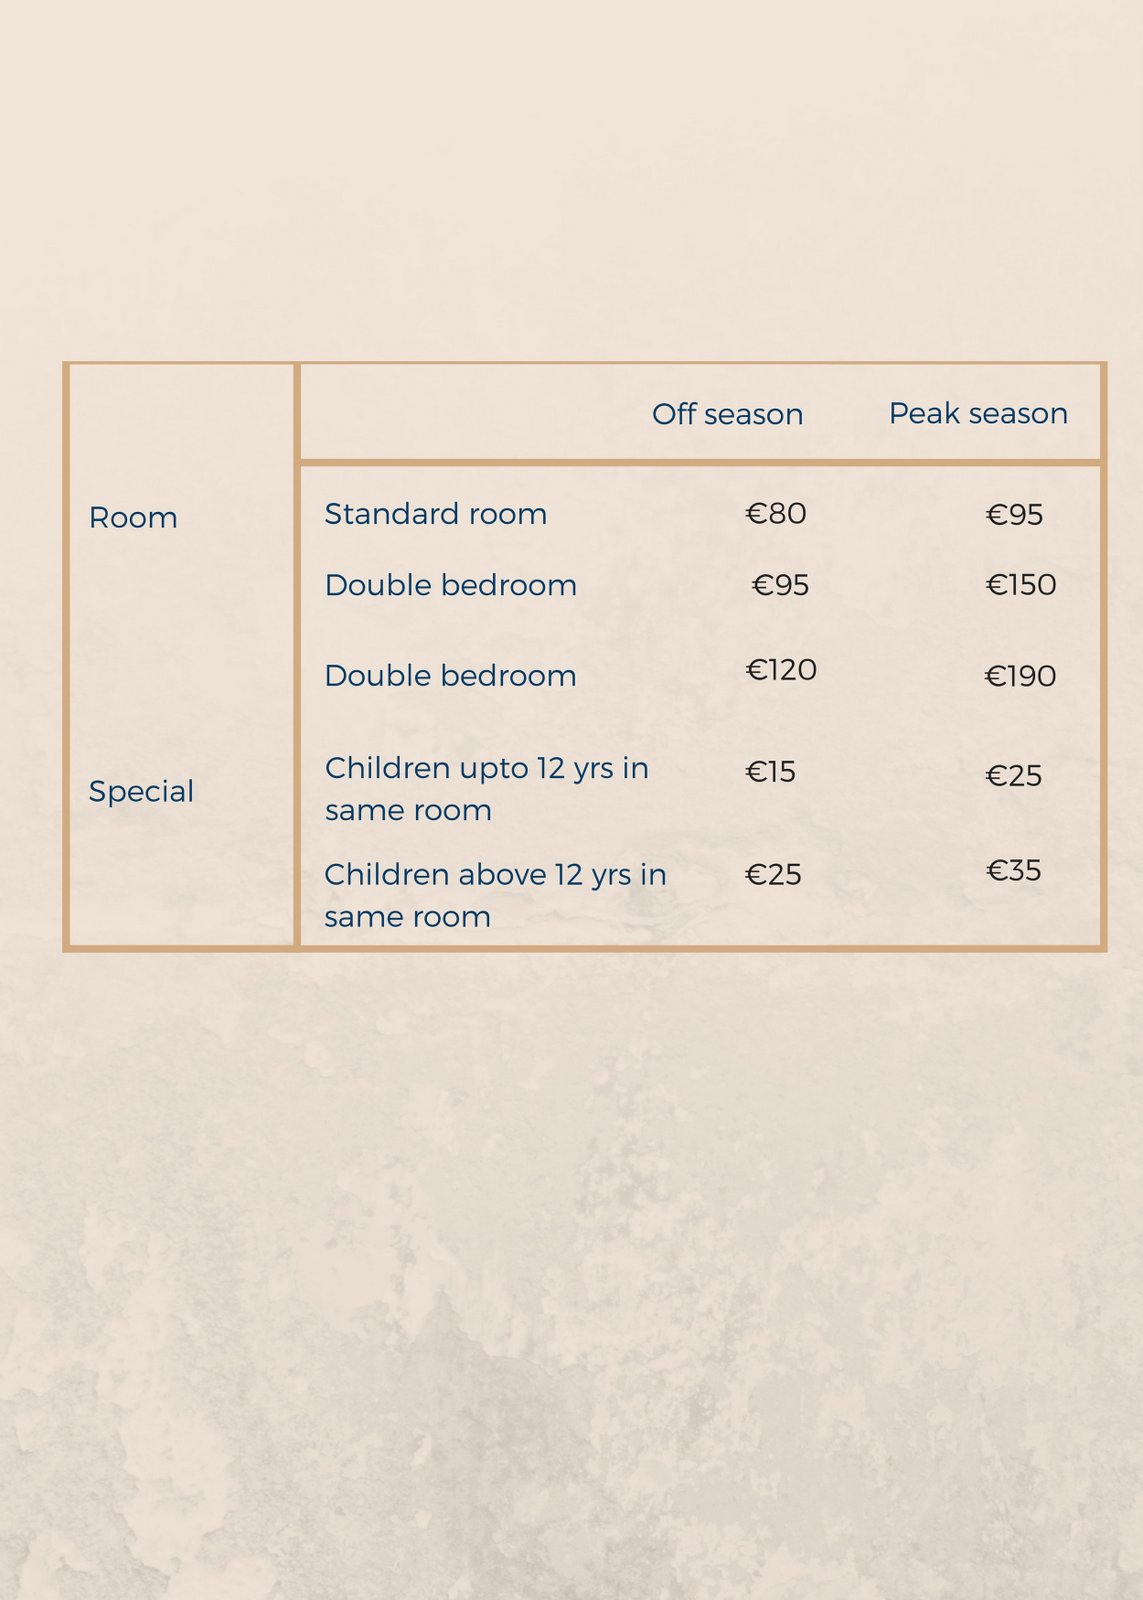 Off season Peak season
Room Standard room €80 €95
Double bedroom €95 €150
Double bedroom €120 €190
Special Children upto 12 yrs in €15 €25
same room
Children above 12 yrs in €25 €35
same room